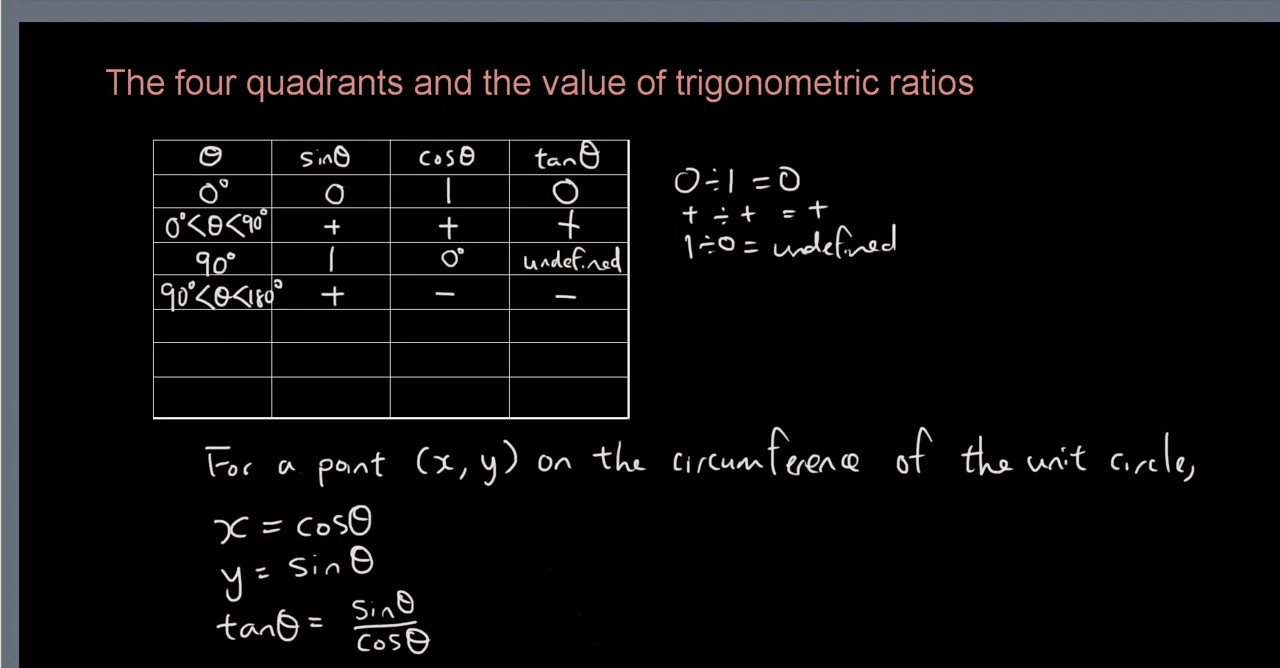 The four quadrants and the value of trigonometric ratios
θ sinθ cosθ tanθ
0° 0 1 0
0°<θ<90° + + +
90° 1 0° undefined
90°<θ<180° + - -
0÷1 = 0
+ ÷ + = +
1÷0 = undefined
For a point (x, y) on the circumference of the unit circle,
x = cosθ
y = sinθ
tanθ = sinθ/cosθ